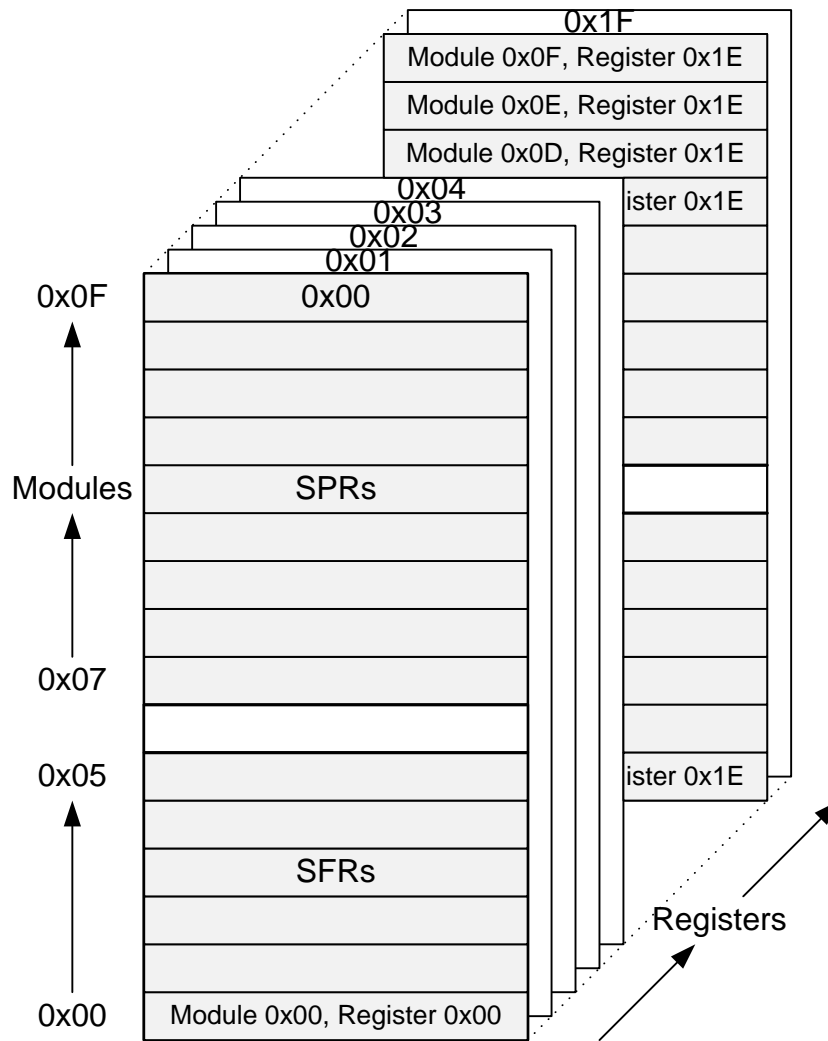 0x1F
Module 0x0F, Register 0x1E
Module 0x0E, Register 0x1E
Module 0x0D, Register 0x1E
0x04
ister 0x1E
0x03
0x02
0x01
0x0F
0x00
Modules
SPRs
0x07
0x05
ister 0x1E
SFRs
Registers
0x00
Module 0x00, Register 0x00